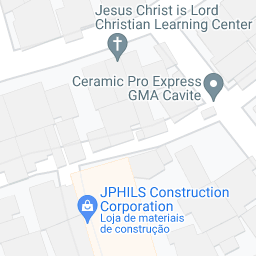 Jesus Christ is Lord
Christian Learning Center
Ceramic Pro Express
GMA Cavite
JPHILS Construction
Corporation
Loja de materiais
de construção